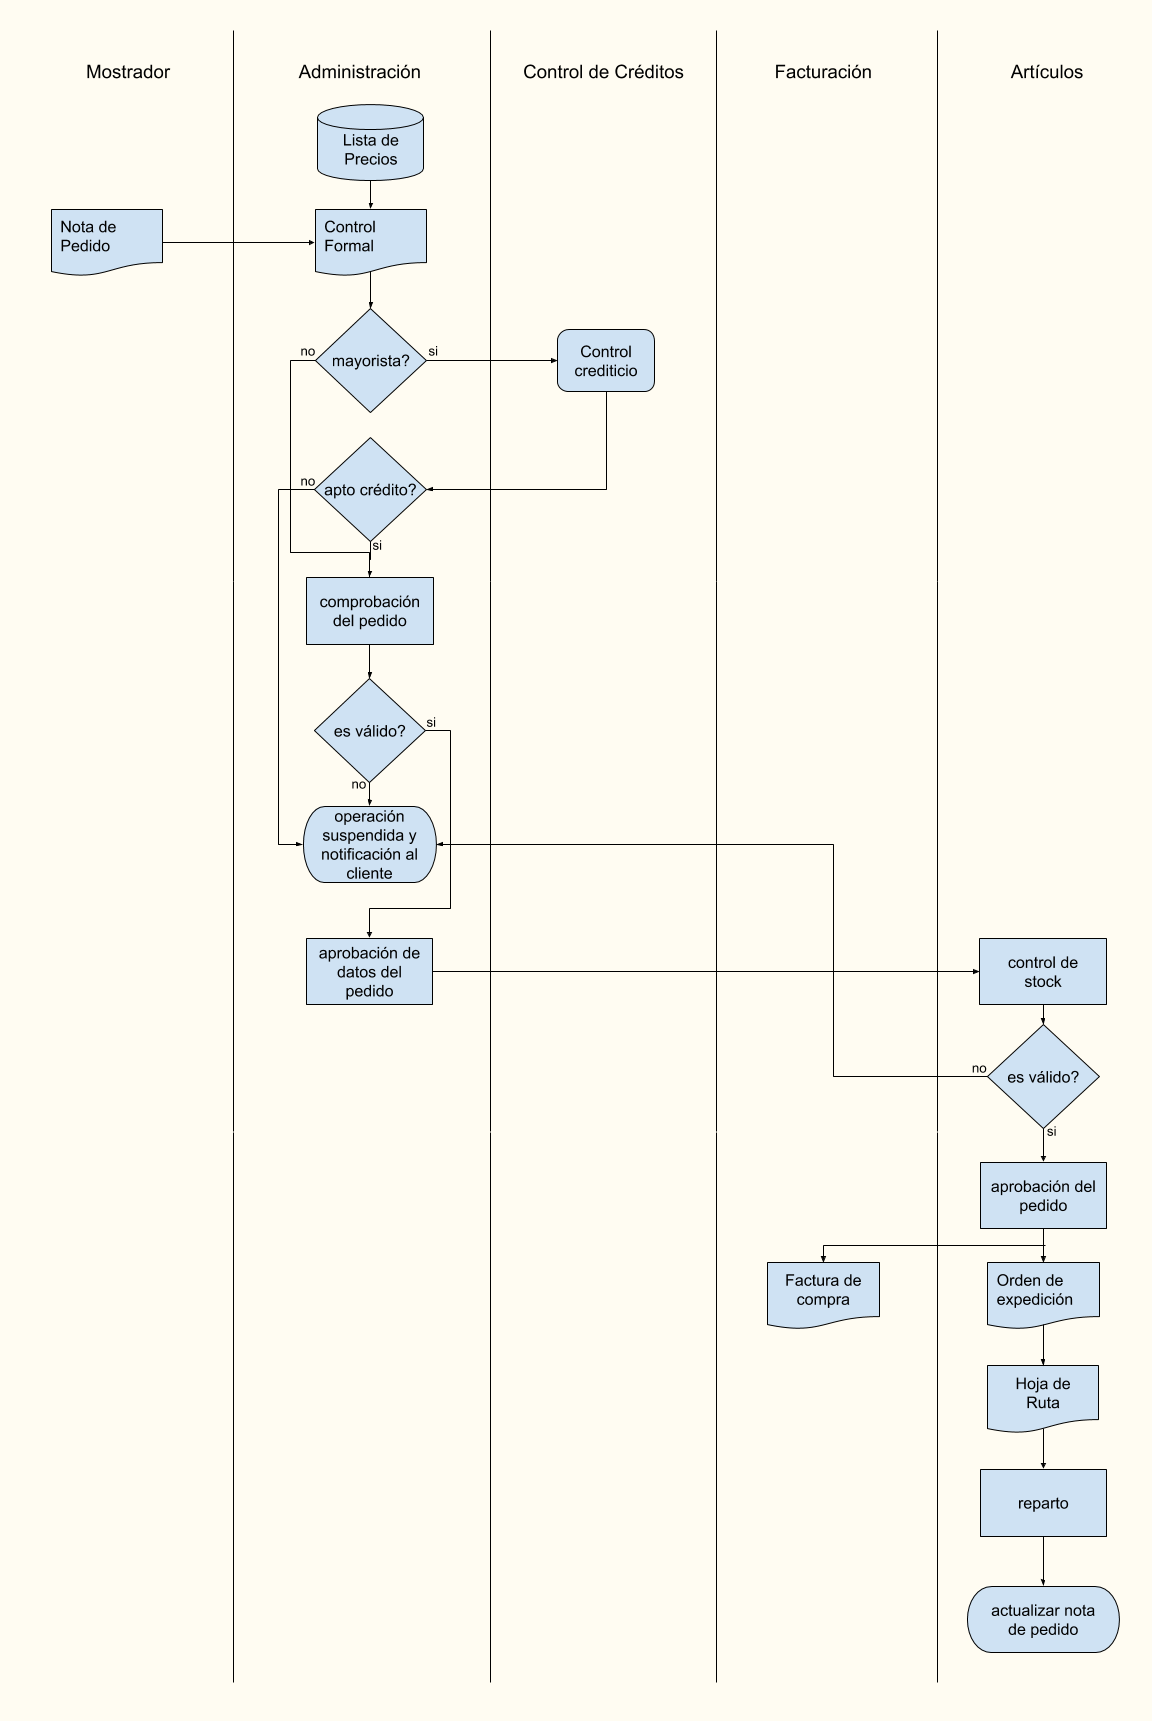 Mostrador
Administración
Control de Créditos
Facturación
Artículos
Lista de
Precios
Nota de
Pedido
Control
Formal
no
mayorista?
si
Control
crediticio
no
apto crédito?
si
comprobación
del pedido
es válido?
si
no
operación
suspendida y
notificación al
cliente
aprobación de
datos del
pedido
control de
stock
no
es válido?
si
aprobación del
pedido
Factura de
compra
Orden de
expedición
Hoja de
Ruta
reparto
actualizar nota
de pedido